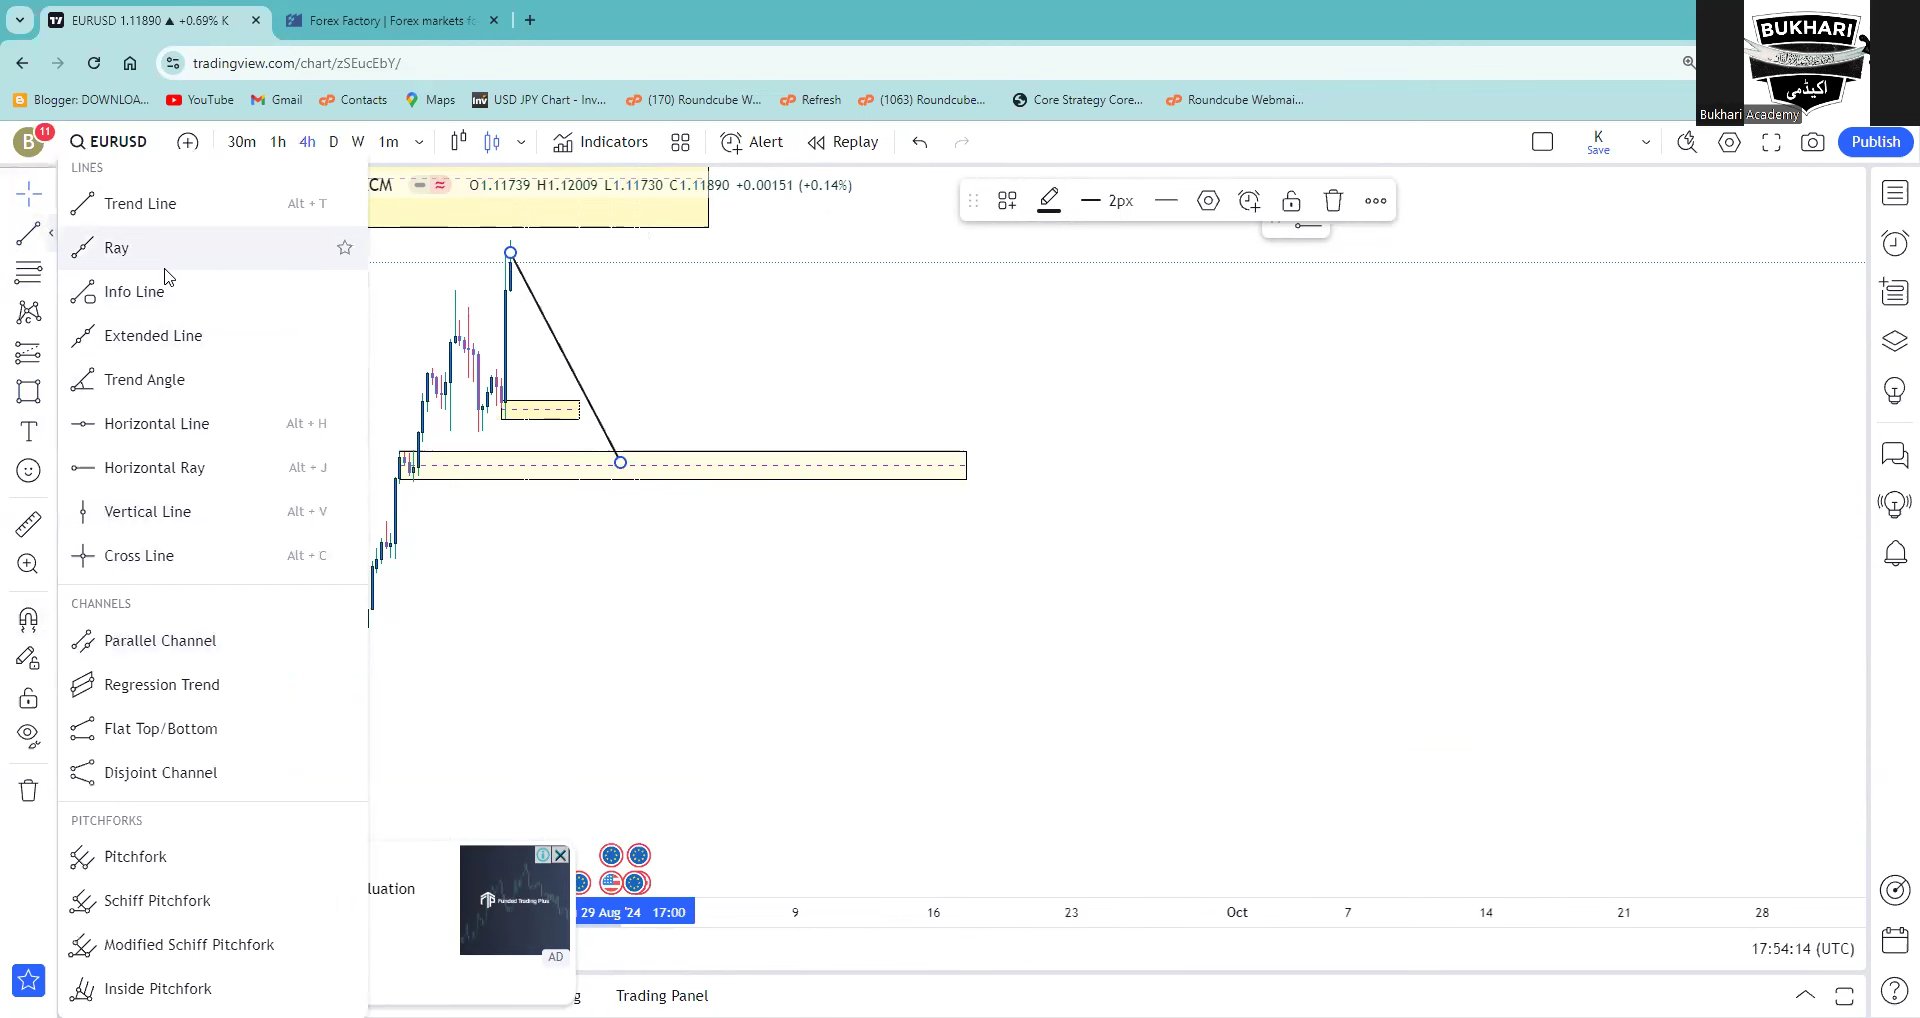 EURUSD 1.11890 ▲ +0.69% K
Forex Factory | Forex markets fo
tradingview.com/chart/zSEucEbY/
Blogger: DOWNLOA...
YouTube
Gmail
Contacts
Maps
Inv
USD JPY Chart - Inv...
(170) Roundcube W...
Refresh
(1063) Roundcube...
Core Strategy Core...
Roundcube Webmai...
BUKHARI
اکیڈمی
Bukhari Academy
B
11
EURUSD
30m
1h
4h
D
W
1m
Indicators
Alert
Replay
K
Save
Publish
LINES
CM
O1.11739 H1.12009 L1.11730 C1.11890 +0.00151 (+0.14%)
2px
Trend Line
Alt + T
Ray
Info Line
Extended Line
Trend Angle
Horizontal Line
Alt + H
Horizontal Ray
Alt + J
Vertical Line
Alt + V
Cross Line
Alt + C
CHANNELS
Parallel Channel
Regression Trend
Flat Top/Bottom
Disjoint Channel
PITCHFORKS
Pitchfork
Schiff Pitchfork
Modified Schiff Pitchfork
Inside Pitchfork
luation
Funded Trading Plus
AD
29 Aug '24 17:00
9
16
23
Oct
7
14
21
28
17:54:14 (UTC)
g
Trading Panel